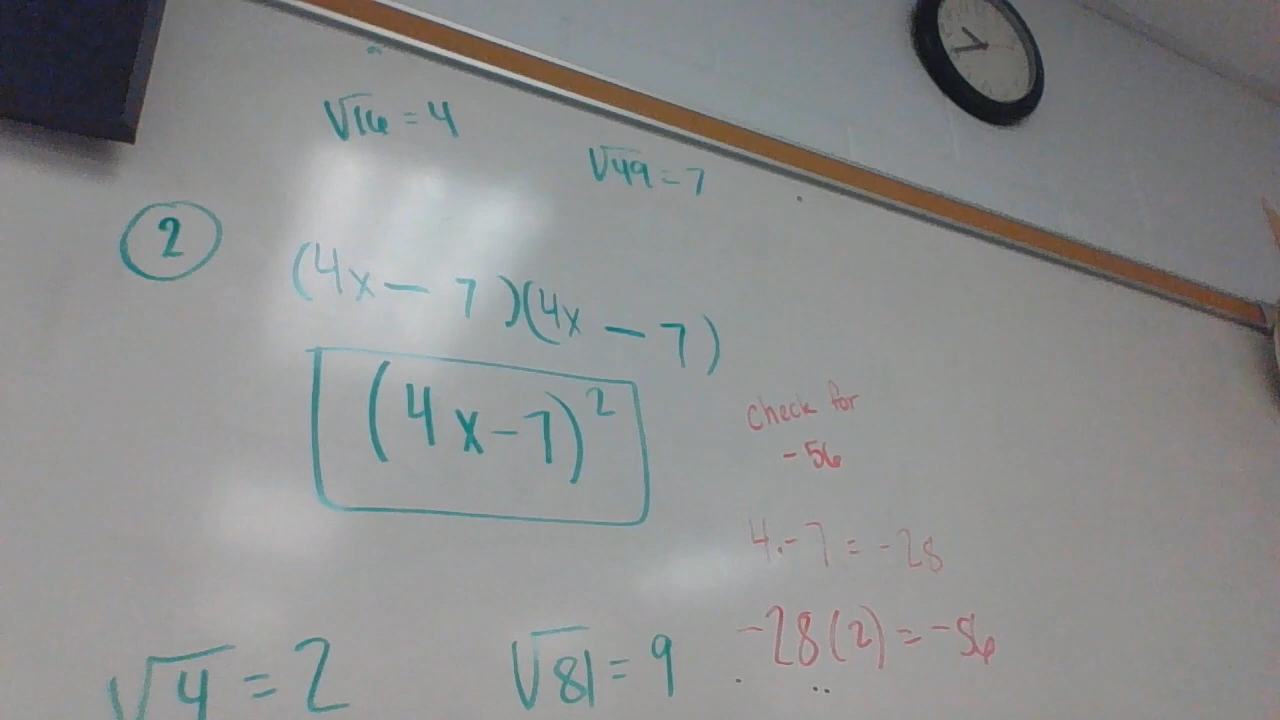 √16 = 4
√49 = 7
2
(4x - 7)(4x - 7)
(4x - 7)²
check for
- 56
4.-7 = -28
-28(2) = -56
√4 = 2
√81 = 9